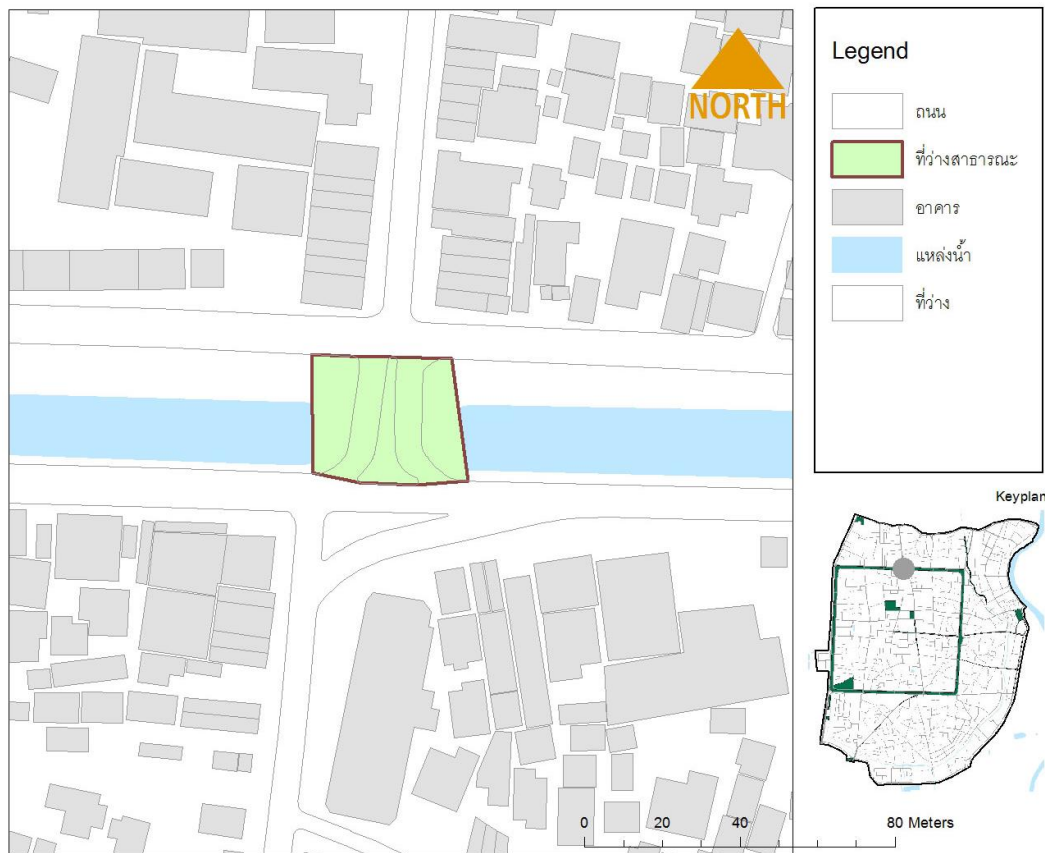 NORTH
Legend
ถนน
ที่ว่างสาธารณะ
อาคาร
แหล่งน้ำ
ที่ว่าง
Keyplan
0 20 40 80 Meters